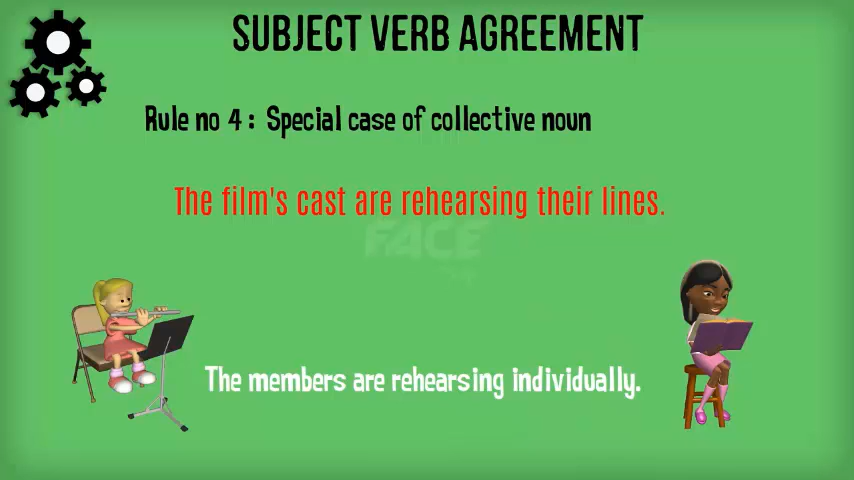 SUBJECT VERB AGREEMENT
Rule no 4 : Special case of collective noun
The film's cast are rehearsing their lines.
FACE
The members are rehearsing individually.